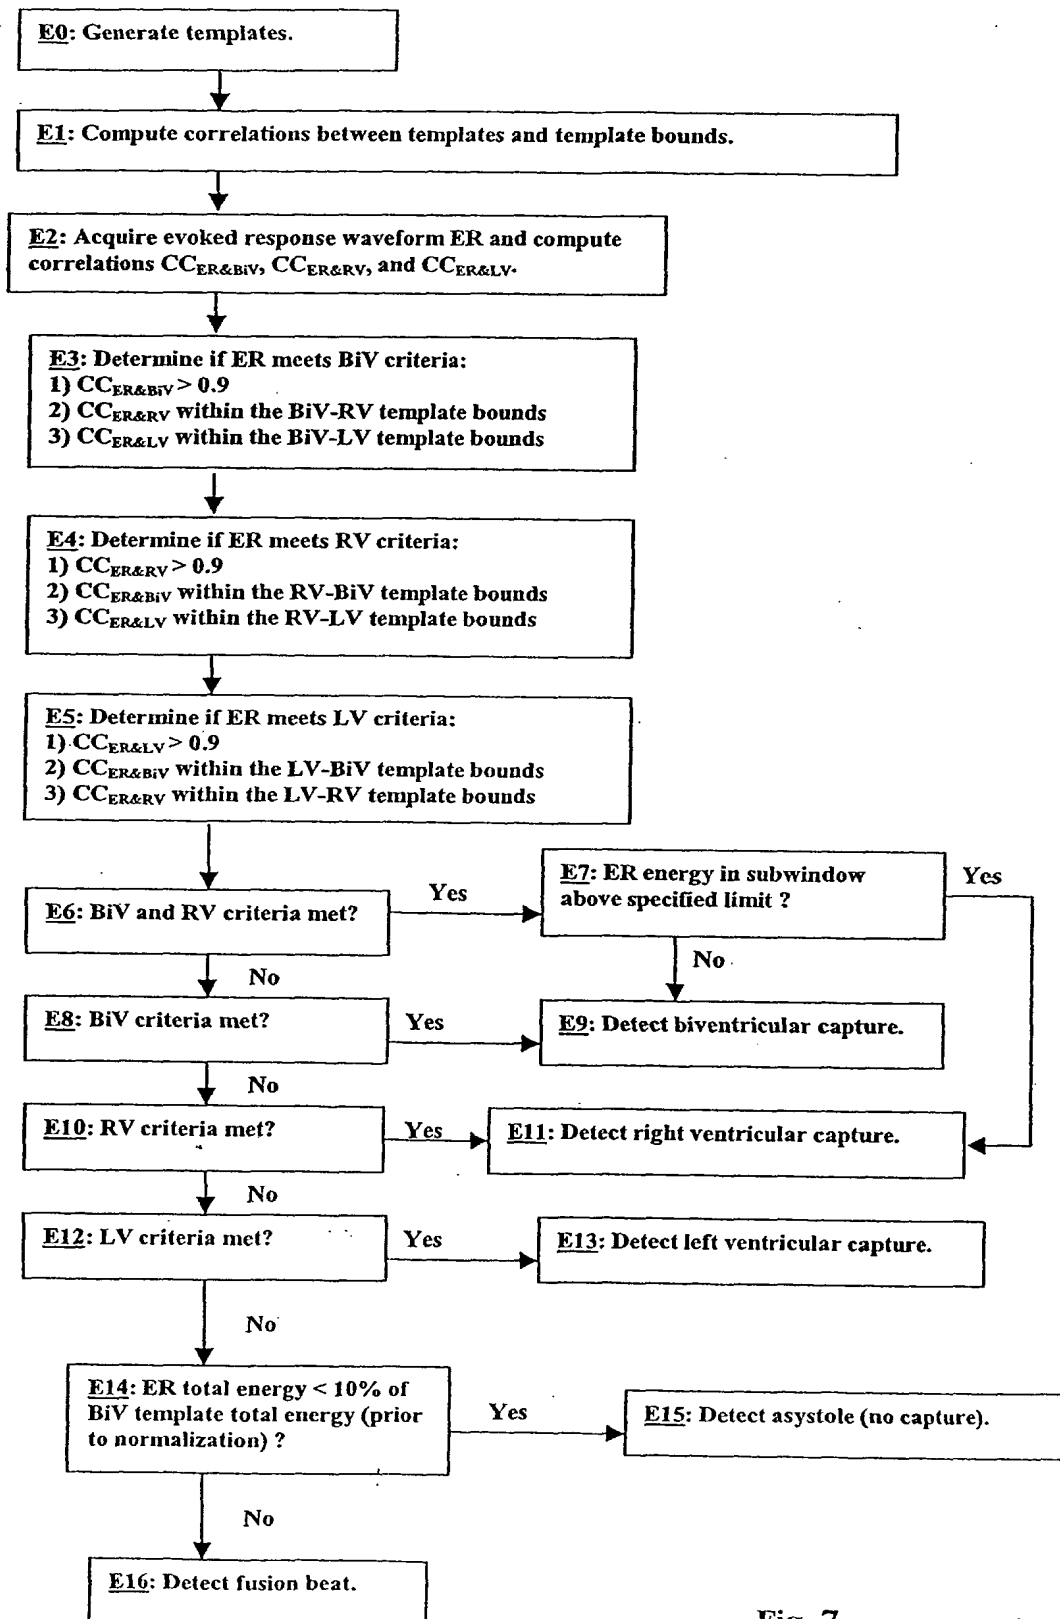 E0: Generate templates.
E1: Compute correlations between templates and template bounds.
E2: Acquire evoked response waveform ER and compute
correlations CCER&BiV, CCER&RV, and CCER&LV.
E3: Determine if ER meets BiV criteria:
1) CCER&BiV > 0.9
2) CCER&RV within the BiV-RV template bounds
3) CCER&LV within the BiV-LV template bounds
E4: Determine if ER meets RV criteria:
1) CCER&RV > 0.9
2) CCER&BiV within the RV-BiV template bounds
3) CCER&LV within the RV-LV template bounds
E5: Determine if ER meets LV criteria:
1) CCER&LV > 0.9
2) CCER&BiV within the LV-BiV template bounds
3) CCER&RV within the LV-RV template bounds
E6: BiV and RV criteria met?
Yes
E7: ER energy in subwindow
above specified limit ?
Yes
No
No
E8: BiV criteria met?
Yes
E9: Detect biventricular capture.
No
E10: RV criteria met?
Yes
E11: Detect right ventricular capture.
No
E12: LV criteria met?
Yes
E13: Detect left ventricular capture.
No
E14: ER total energy < 10% of
BiV template total energy (prior
to normalization) ?
Yes
E15: Detect asystole (no capture).
No
E16: Detect fusion beat.
Fig. 7